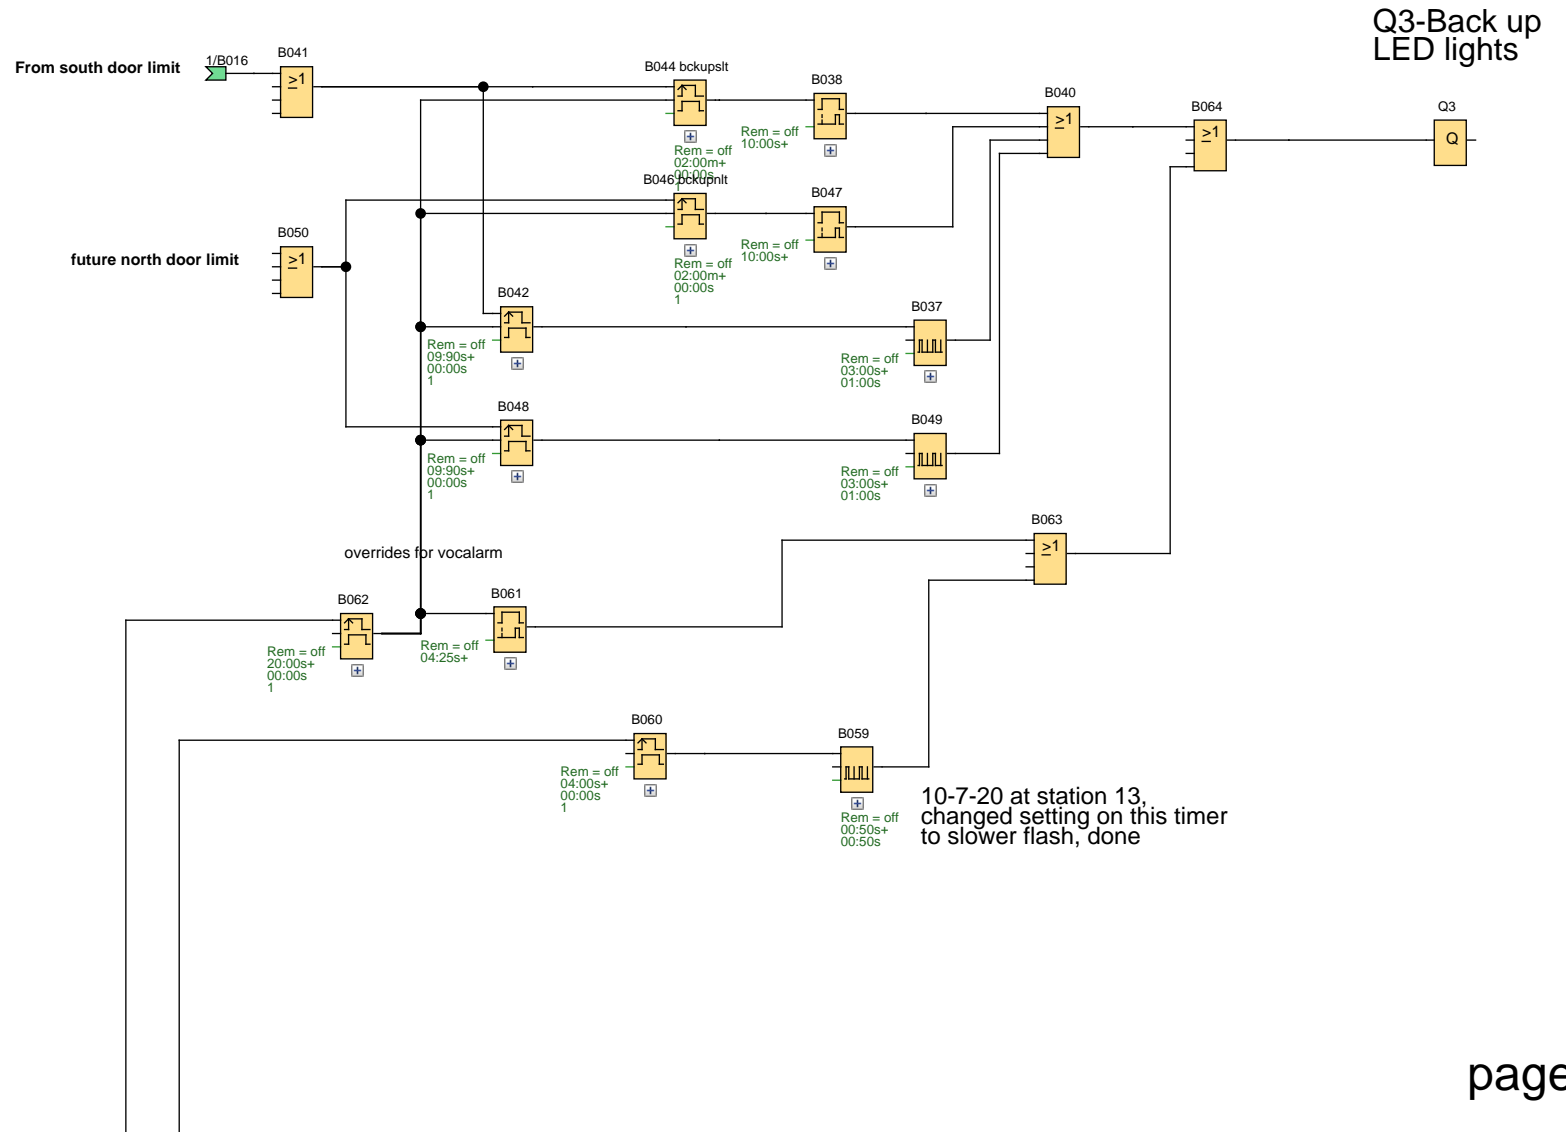 Q3-Back up
LED lights
From south door limit
1/B016
B041
≥1
B044 bckupslt
Rem = off
02:00m+
00:00s
1
B038
Rem = off
10:00s+
B040
≥1
B064
≥1
Q3
Q
B046 bckupnlt
Rem = off
02:00m+
00:00s
1
B047
Rem = off
10:00s+
future north door limit
B050
≥1
B042
Rem = off
09:90s+
00:00s
1
B037
Rem = off
03:00s+
01:00s
B048
Rem = off
09:90s+
00:00s
1
B049
Rem = off
03:00s+
01:00s
B063
≥1
overrides for vocalarm
B062
Rem = off
20:00s+
00:00s
1
B061
Rem = off
04:25s+
B060
Rem = off
04:00s+
00:00s
1
B059
Rem = off
00:50s+
00:50s
10-7-20 at station 13,
changed setting on this timer
to slower flash, done
page